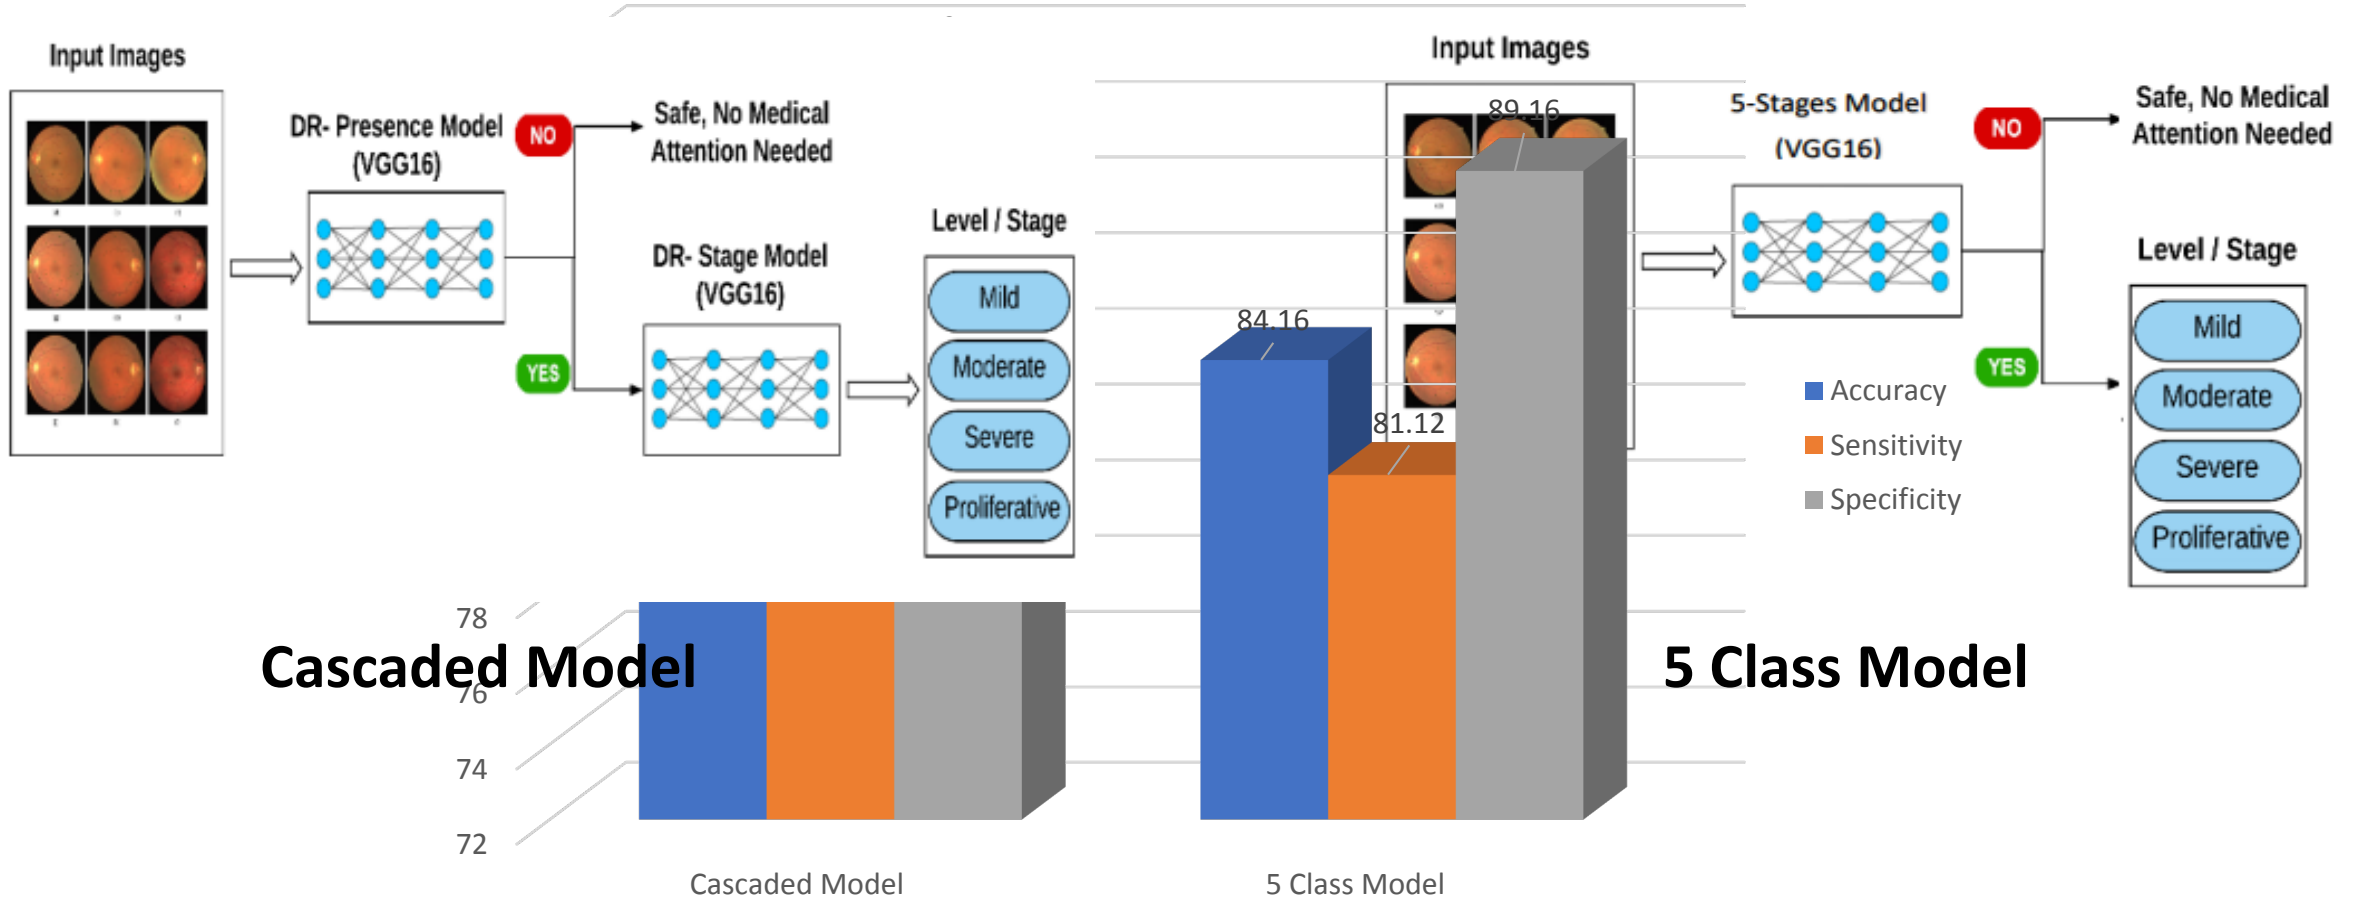 Input Images
DR- Presence Model
(VGG16)
NO
Safe, No Medical
Attention Needed
YES
DR- Stage Model
(VGG16)
Level / Stage
Mild
Moderate
Severe
Proliferative
Input Images
5-Stages Model
(VGG16)
NO
Safe, No Medical
Attention Needed
YES
Level / Stage
Mild
Moderate
Severe
Proliferative
84.16
81.12
89.16
Accuracy
Sensitivity
Specificity
78
76
74
72
Cascaded Model
5 Class Model
Cascaded Model
5 Class Model